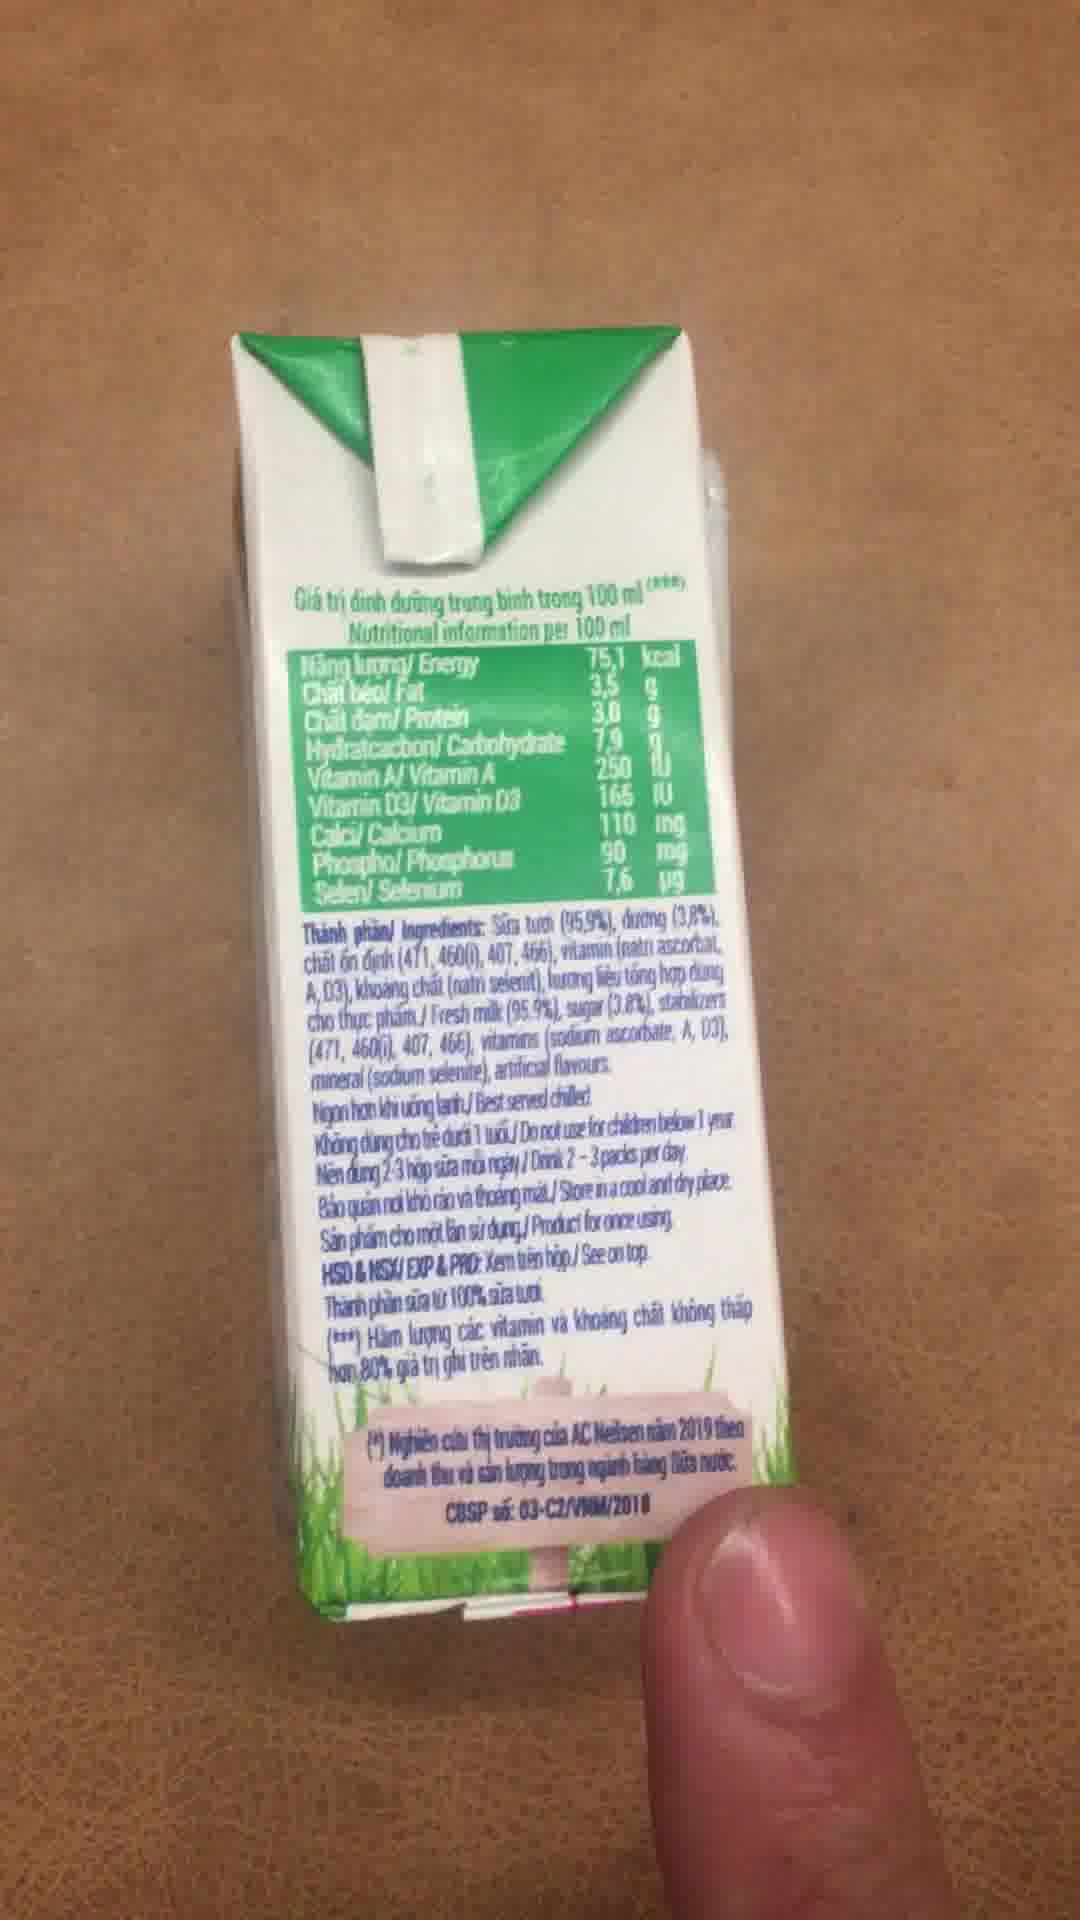 Giá trị dinh dưỡng trung bình trong 100 ml (***)
Nutritional information per 100 ml
Năng lượng/ Energy 75,1 kcal
Chất béo/ Fat 3,5 g
Chất đạm/ Protein 3,0 g
Hydratcacbon/ Carbohydrate 7,9 g
Vitamin A/ Vitamin A 250 IU
Vitamin D3/ Vitamin D3 165 IU
Calci/ Calcium 110 mg
Phospho/ Phosphorus 90 mg
Selen/ Selenium 7,6 µg
Thành phần/ Ingredients: Sữa tươi (95,9%), đường (3,8%),
chất ổn định (471, 460(i), 407, 466), vitamin (natri ascorbat,
A, D3), khoáng chất (natri selenit), hương liệu tổng hợp dùng
cho thực phẩm./ Fresh milk (95.9%), sugar (3.8%), stabilizers
(471, 460(i), 407, 466), vitamins (sodium ascorbate, A, D3),
mineral (sodium selenite), artificial flavours.
Ngon hơn khi uống lạnh./ Best served chilled.
Không dùng cho trẻ dưới 1 tuổi./ Do not use for children below 1 year.
Nên dùng 2-3 hộp sữa mỗi ngày./ Drink 2 - 3 packs per day.
Bảo quản nơi khô ráo và thoáng mát./ Store in a cool and dry place.
Sản phẩm cho một lần sử dụng./ Product for once using.
HSD & NSX/ EXP & PRD: Xem trên hộp./ See on top.
Thành phần sữa từ 100% sữa tươi.
(***) Hàm lượng các vitamin và khoáng chất không thấp
hơn 80% giá trị ghi trên nhãn.
(*) Nghiên cứu thị trường của AC Neilsen năm 2019 theo
doanh thu và sản lượng trong ngành hàng Sữa nước.
CBSP số: 03-C2/VNM/2018